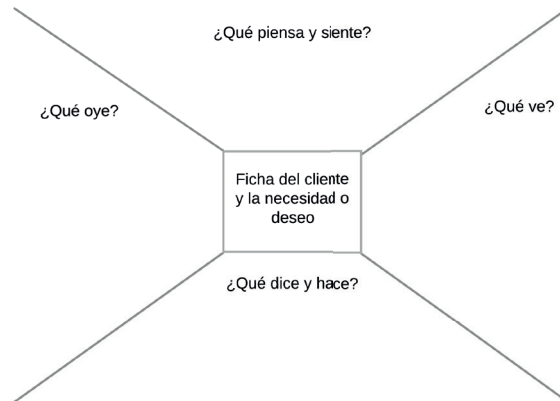 ¿Qué piensa y siente?
¿Qué oye?
¿Qué ve?
Ficha del cliente
y la necesidad o
deseo
¿Qué dice y hace?